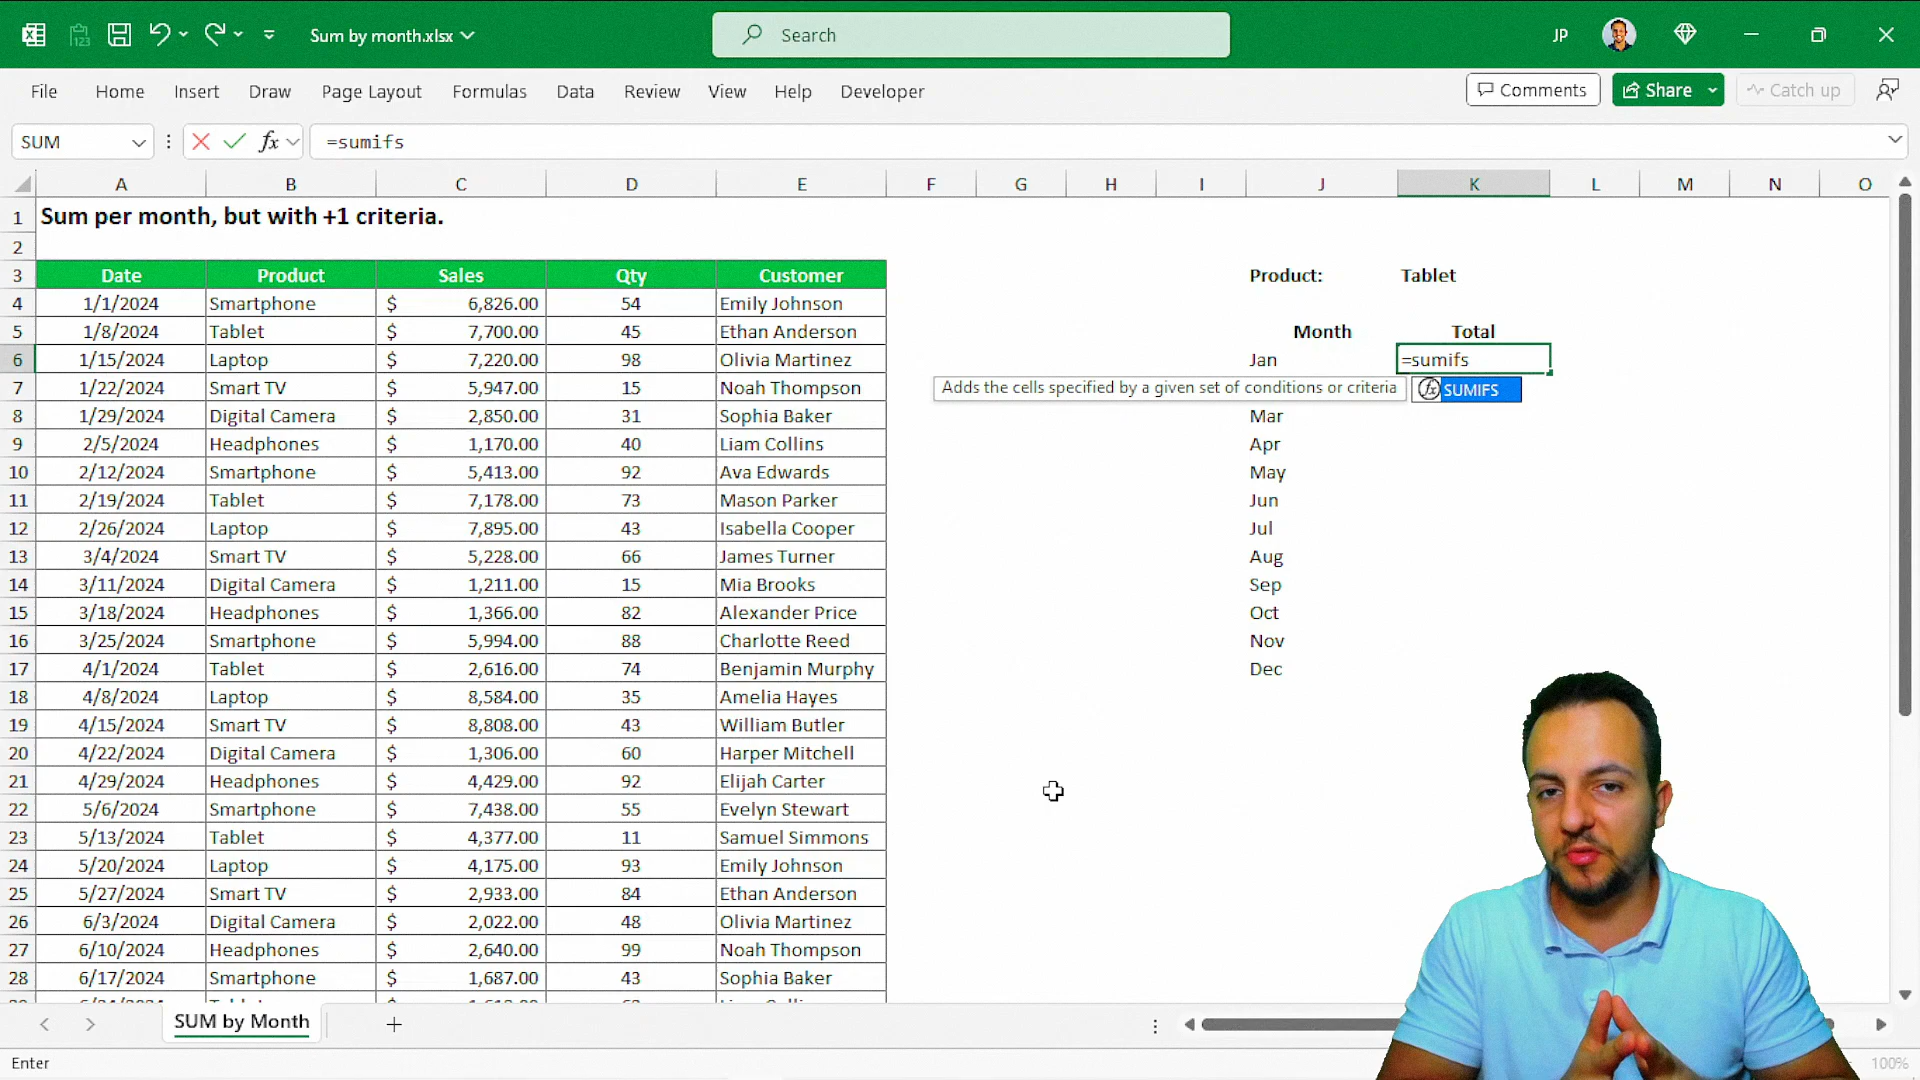 123
Sum by month.xlsx
Search
JP
File Home Insert Draw Page Layout Formulas Data Review View Help Developer
Comments Share Catch up
SUM fx =sumifs
A B C D E F G H I J K L M N O
1 Sum per month, but with +1 criteria.
2
3 Date Product Sales Qty Customer Product: Tablet
4 1/1/2024 Smartphone $ 6,826.00 54 Emily Johnson
5 1/8/2024 Tablet $ 7,700.00 45 Ethan Anderson Month Total
6 1/15/2024 Laptop $ 7,220.00 98 Olivia Martinez Jan =sumifs
7 1/22/2024 Smart TV $ 5,947.00 15 Noah Thompson Adds the cells specified by a given set of conditions or criteria fx SUMIFS
8 1/29/2024 Digital Camera $ 2,850.00 31 Sophia Baker Mar
9 2/5/2024 Headphones $ 1,170.00 40 Liam Collins Apr
10 2/12/2024 Smartphone $ 5,413.00 92 Ava Edwards May
11 2/19/2024 Tablet $ 7,178.00 73 Mason Parker Jun
12 2/26/2024 Laptop $ 7,895.00 43 Isabella Cooper Jul
13 3/4/2024 Smart TV $ 5,228.00 66 James Turner Aug
14 3/11/2024 Digital Camera $ 1,211.00 15 Mia Brooks Sep
15 3/18/2024 Headphones $ 1,366.00 82 Alexander Price Oct
16 3/25/2024 Smartphone $ 5,994.00 88 Charlotte Reed Nov
17 4/1/2024 Tablet $ 2,616.00 74 Benjamin Murphy Dec
18 4/8/2024 Laptop $ 8,584.00 35 Amelia Hayes
19 4/15/2024 Smart TV $ 8,808.00 43 William Butler
20 4/22/2024 Digital Camera $ 1,306.00 60 Harper Mitchell
21 4/29/2024 Headphones $ 4,429.00 92 Elijah Carter
22 5/6/2024 Smartphone $ 7,438.00 55 Evelyn Stewart
23 5/13/2024 Tablet $ 4,377.00 11 Samuel Simmons
24 5/20/2024 Laptop $ 4,175.00 93 Emily Johnson
25 5/27/2024 Smart TV $ 2,933.00 84 Ethan Anderson
26 6/3/2024 Digital Camera $ 2,022.00 48 Olivia Martinez
27 6/10/2024 Headphones $ 2,640.00 99 Noah Thompson
28 6/17/2024 Smartphone $ 1,687.00 43 Sophia Baker
SUM by Month
Enter 100%